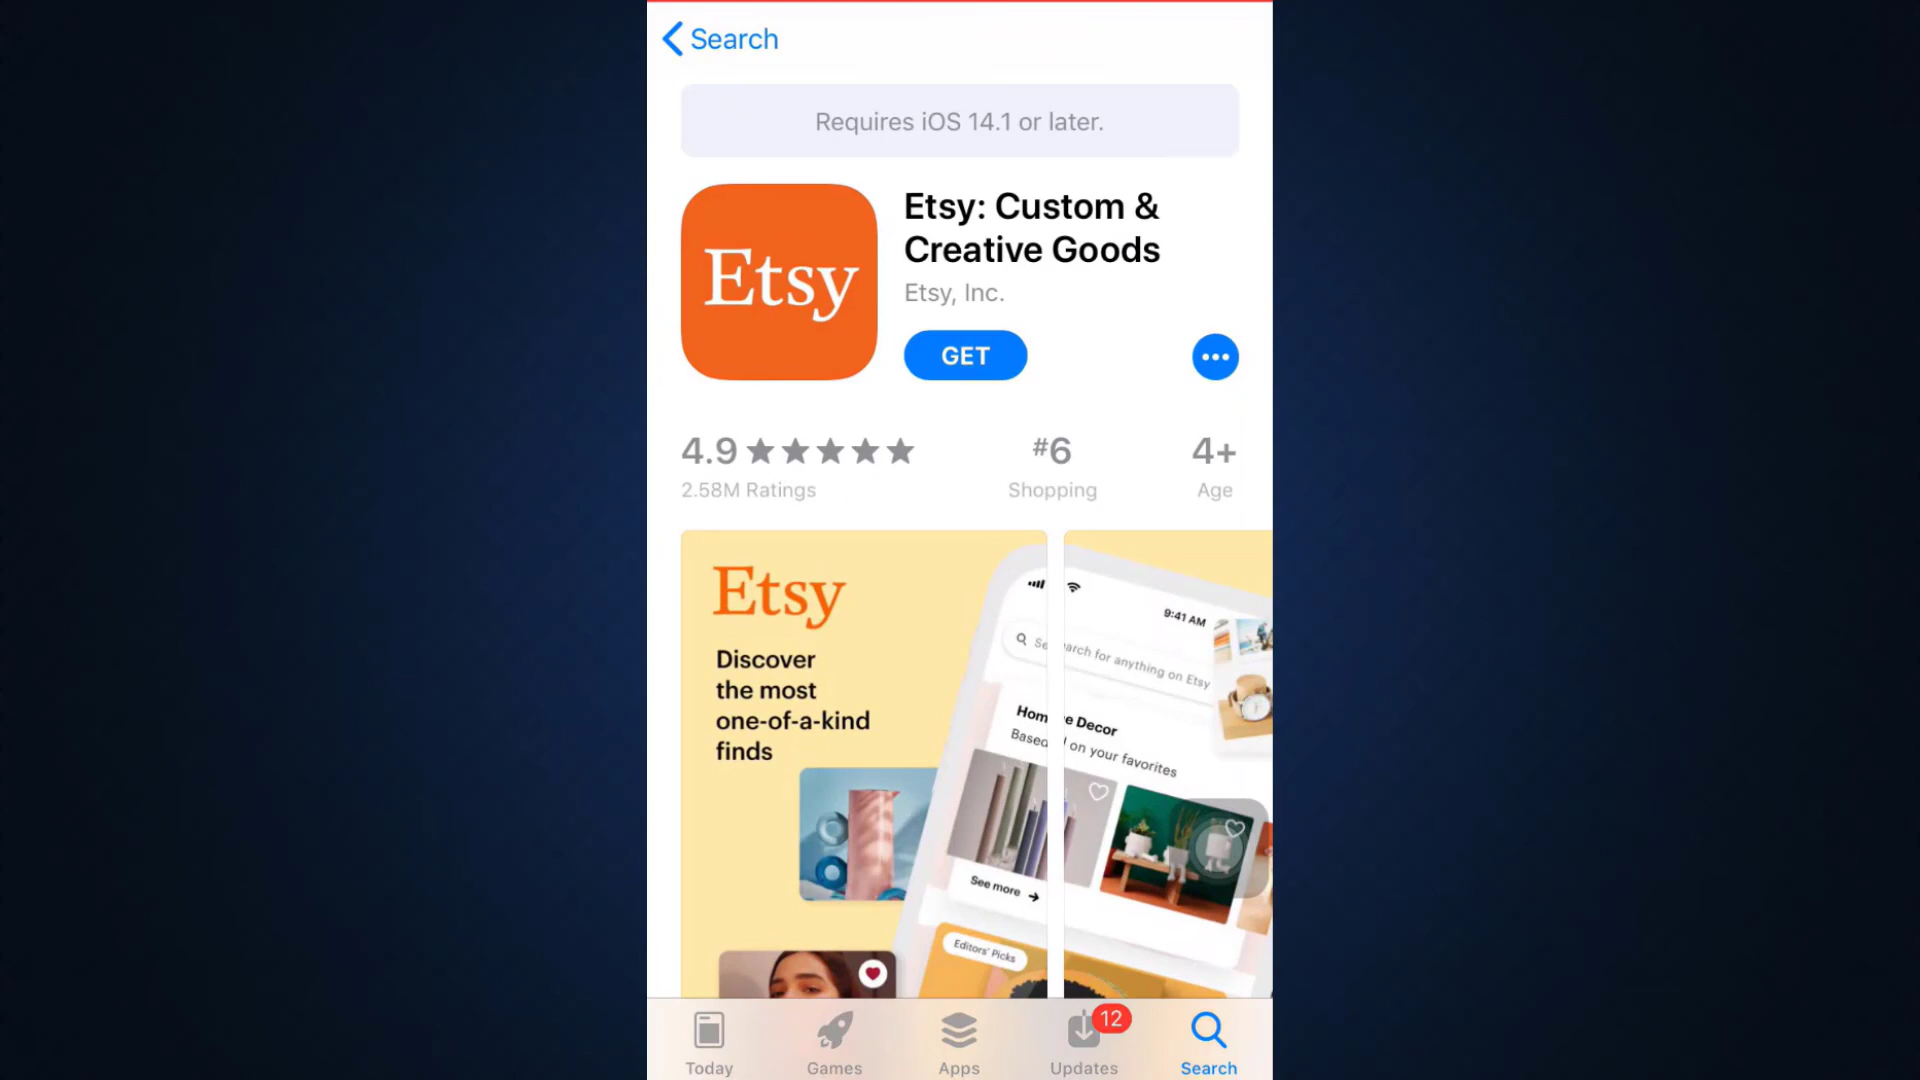 Search
Requires iOS 14.1 or later.
Etsy
Etsy: Custom &
Creative Goods
Etsy, Inc.
GET
4.9
2.58M Ratings
#6
Shopping
4+
Age
Etsy
Discover
the most
one-of-a-kind
finds
9:41 AM
Se
arch for anything on Etsy
Hom
e Decor
Based
on your favorites
See more
Editors' Picks
Today
Games
Apps
12
Updates
Search